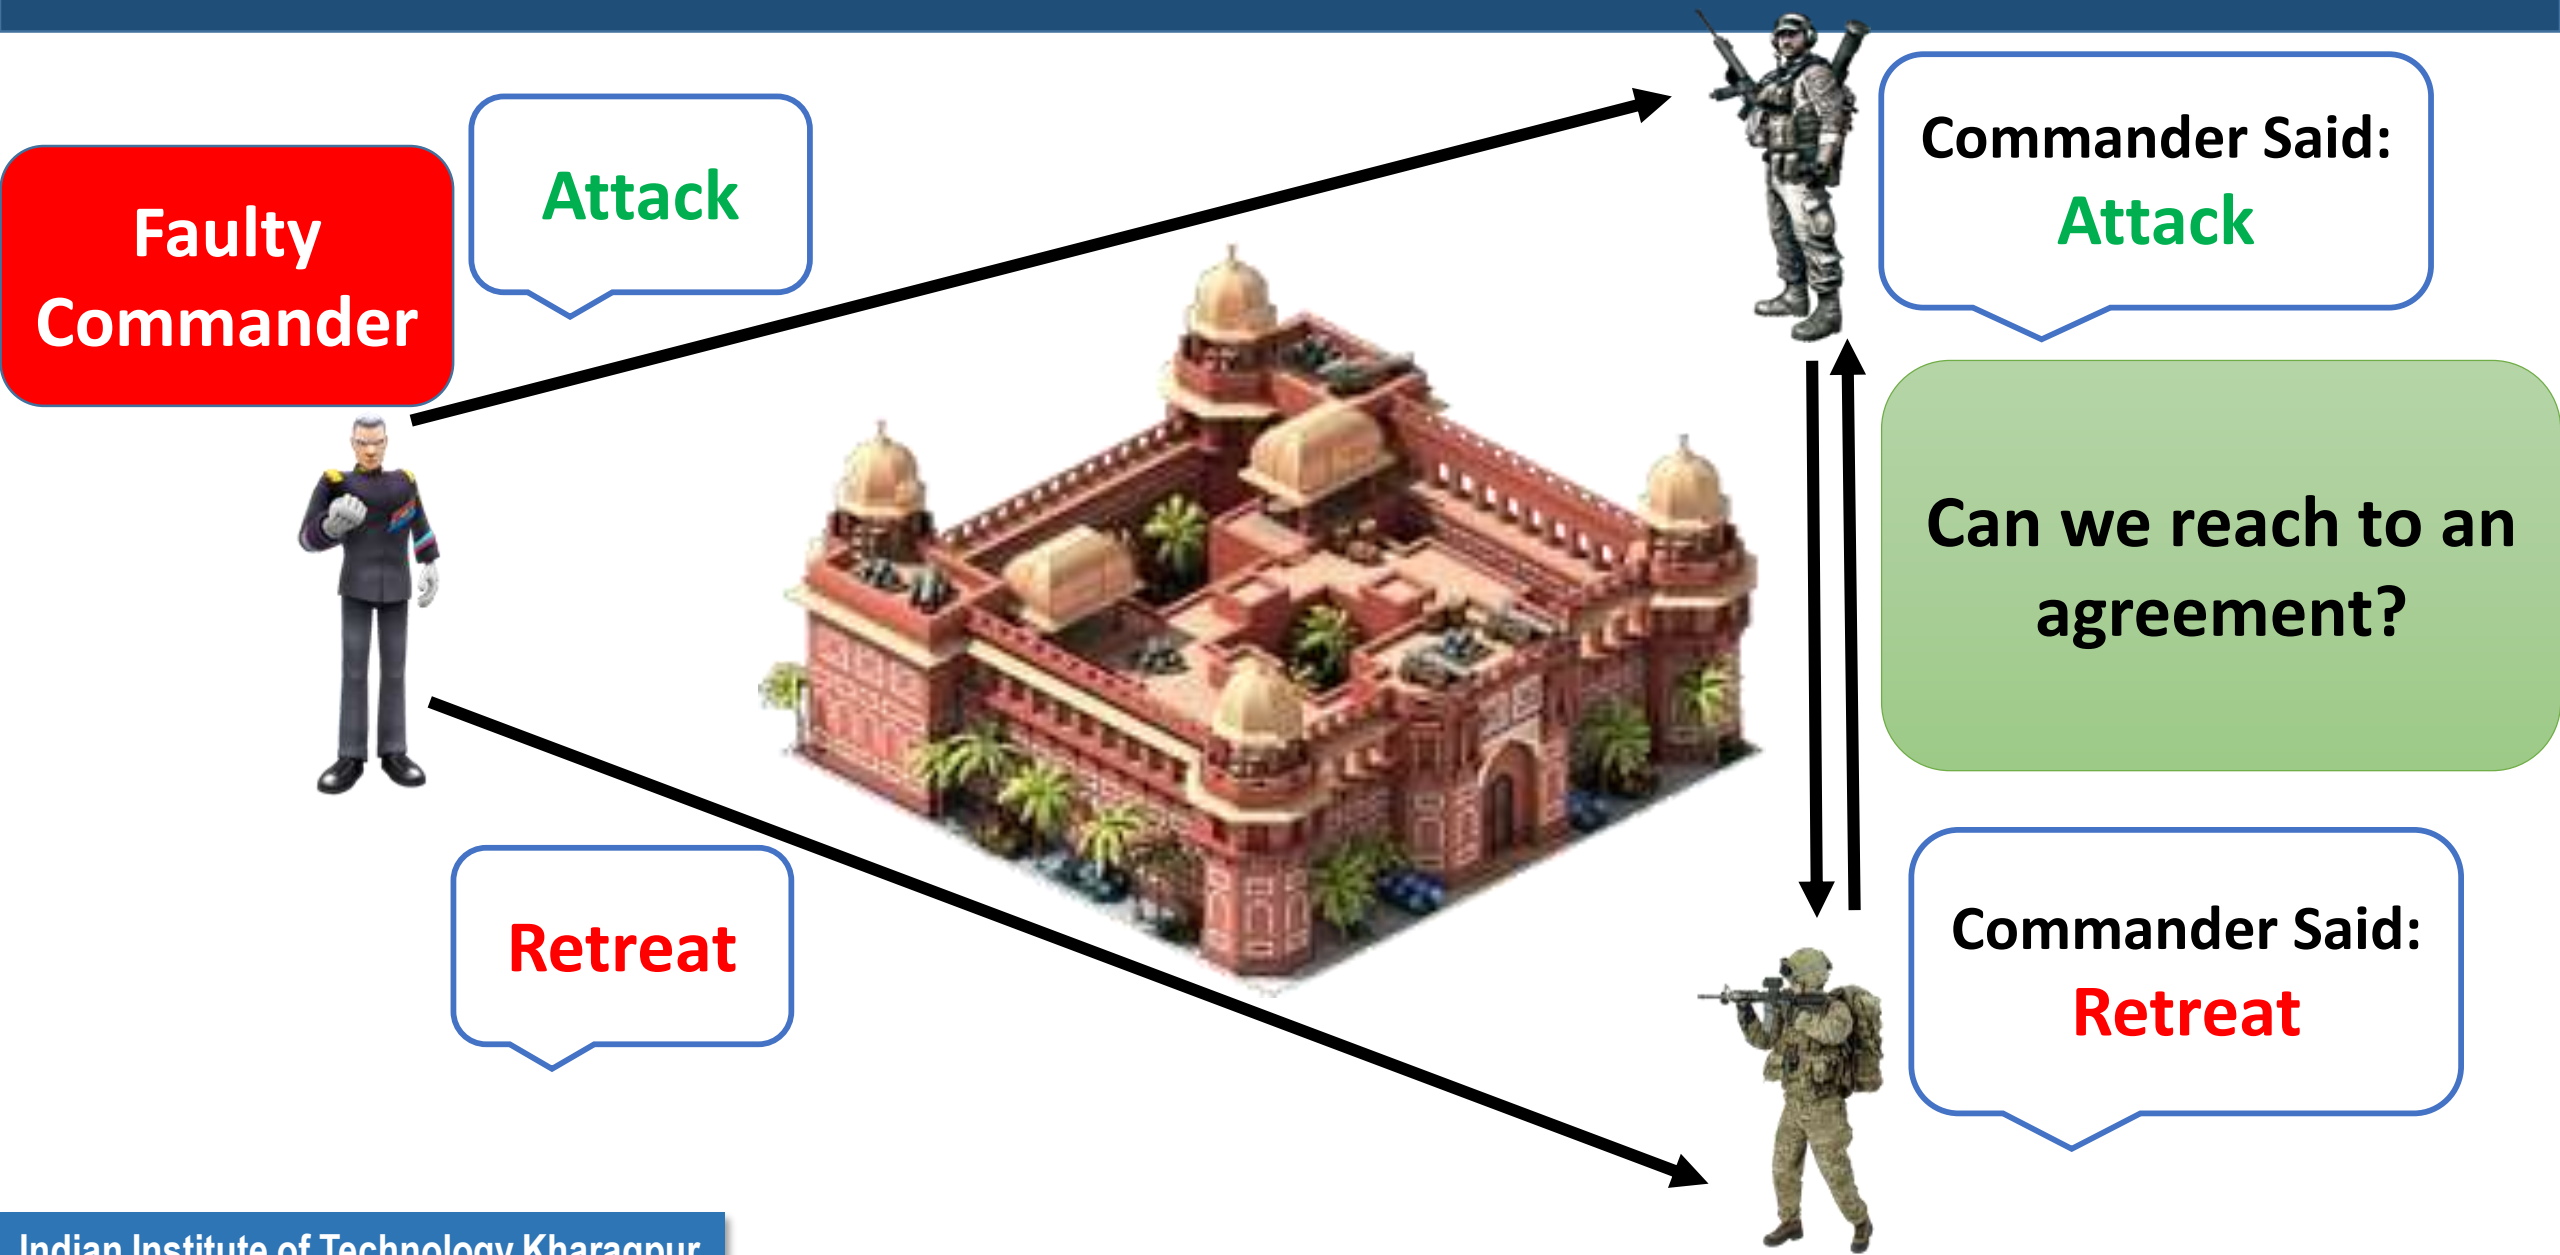 Faulty
Commander
Attack
Commander Said:
Attack
Can we reach to an
agreement?
Retreat
Commander Said:
Retreat
Indian Institute of Technology Kharagpur